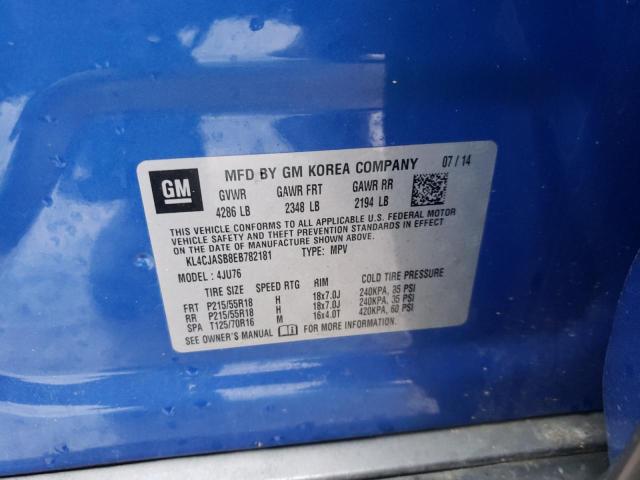 GM
MFD BY GM KOREA COMPANY 07/14
GVWR GAWR FRT GAWR RR
4286 LB 2348 LB 2194 LB
THIS VEHICLE CONFORMS TO ALL APPLICABLE U.S. FEDERAL MOTOR
VEHICLE SAFETY AND THEFT PREVENTION STANDARDS IN EFFECT ON THE DATE OF MANUFACTURE SHOWN ABOVE.
KL4CJASB8EB782181 TYPE: MPV
MODEL: 4JU76
TIRE SIZE SPEED RTG RIM COLD TIRE PRESSURE
FRT P215/55R18 H 18x7.0J 240KPA, 35 PSI
RR P215/55R18 H 18x7.0J 240KPA, 35 PSI
SPA T125/70R16 M 16x4.0T 420KPA, 60 PSI
SEE OWNER'S MANUAL FOR MORE INFORMATION.